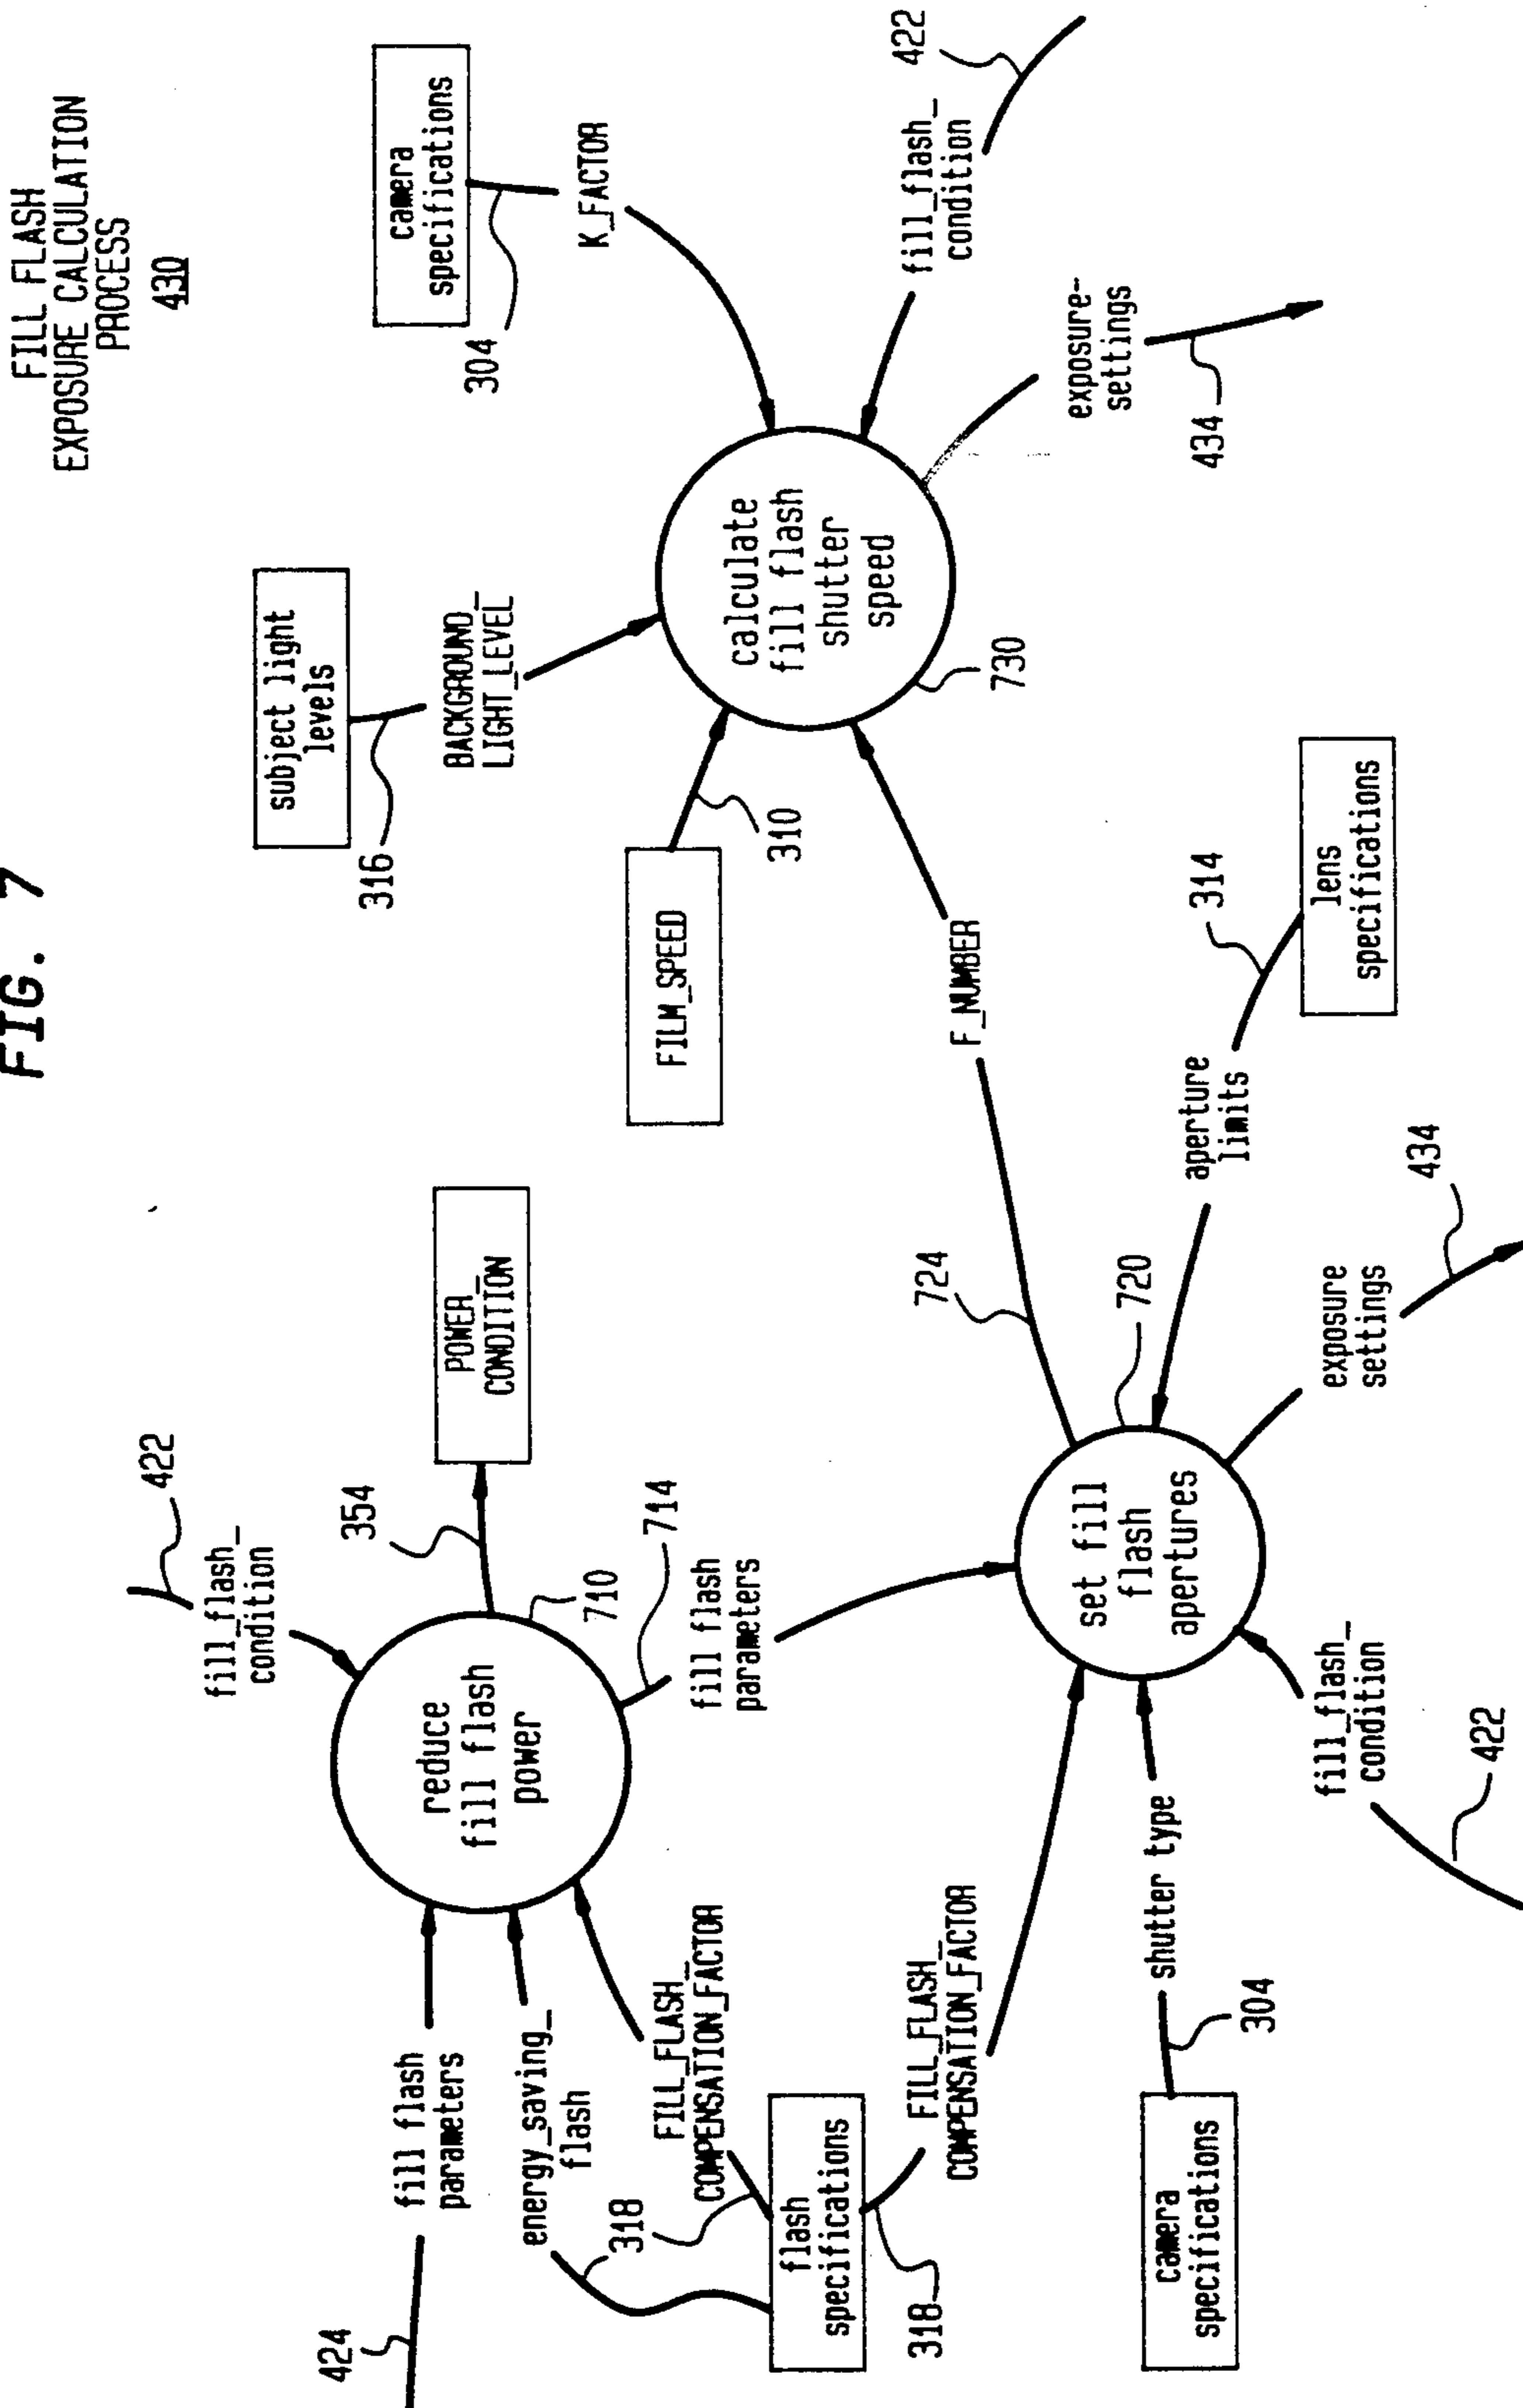 FIG. 7
FILL FLASH
EXPOSURE CALCULATION
PROCESS
430
424
fill flash
parameters
fill_flash_
condition
422
reduce
fill flash
power
710
354
POWER_
CONDITION
energy_saving_
flash
318
FILL_FLASH_
COMPENSATION_FACTOR
714
fill flash
parameters
flash
specifications
318
FILL_FLASH_
COMPENSATION_FACTOR
camera
specifications
304
shutter type
fill_flash_
condition
422
set fill
flash
apertures
720
724
F_NUMBER
aperture
limits
314
lens
specifications
exposure
settings
434
subject light
levels
316
BACKGROUND_
LIGHT_LEVEL
FILM_SPEED
310
calculate
fill flash
shutter
speed
730
camera
specifications
304
K_FACTOR
fill_flash_
condition
422
exposure-
settings
434